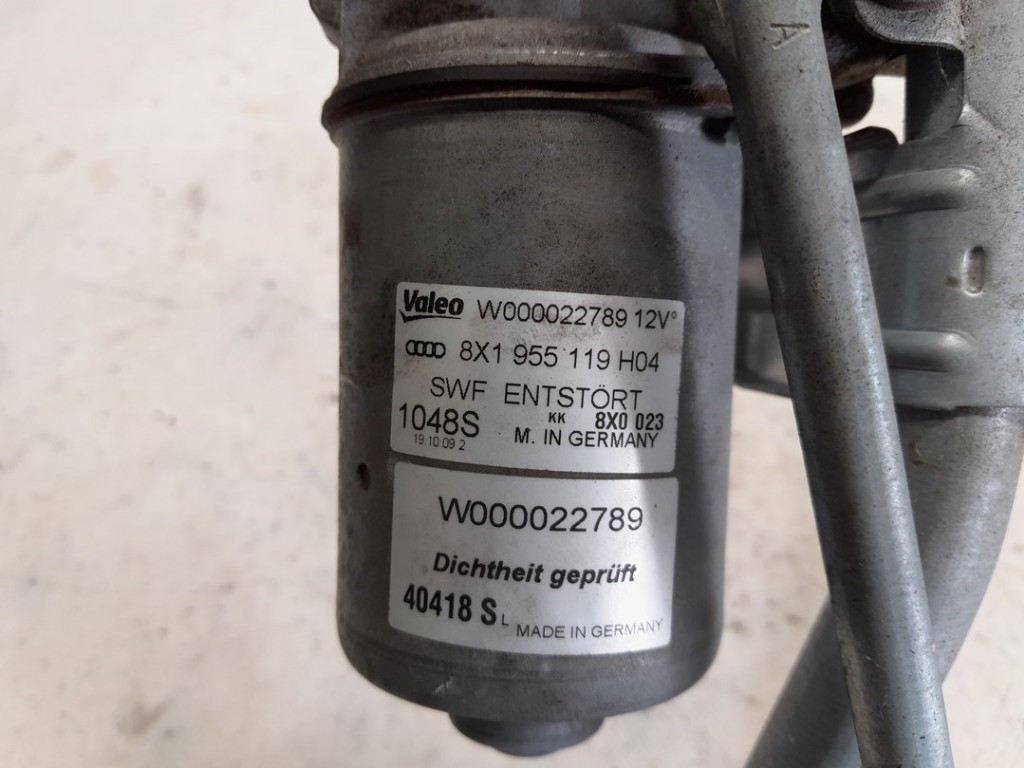 A
Valeo W000022789 12V°
8X1 955 119 H04
SWF ENTSTÖRT
1048S KK 8X0 023
19.10.09 2 M. IN GERMANY
W000022789
Dichtheit geprüft
40418 S L
MADE IN GERMANY